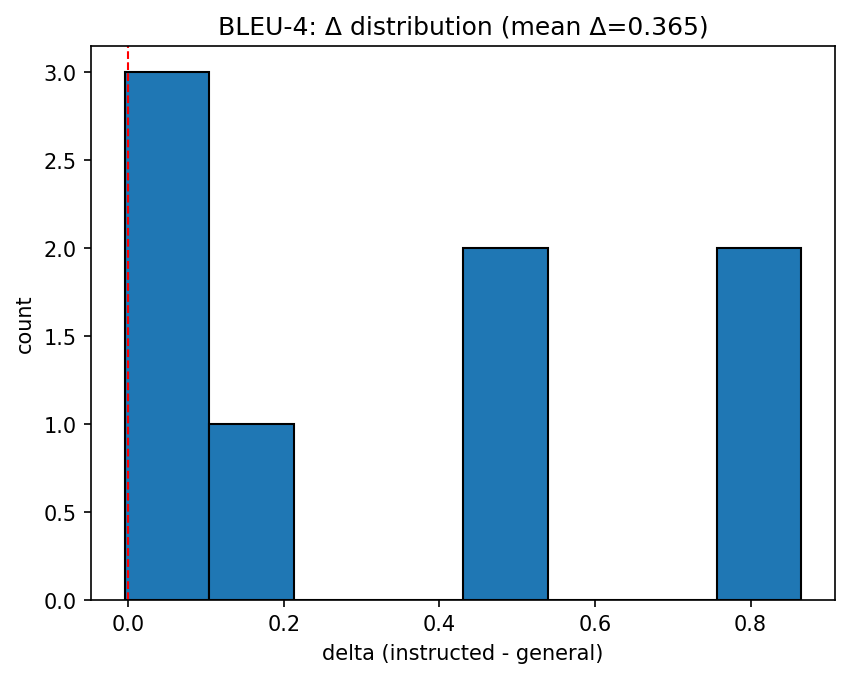 BLEU-4: Δ distribution (mean Δ=0.365)
3.0
2.5
2.0
1.5
1.0
0.5
0.0
count
0.0 0.2 0.4 0.6 0.8
delta (instructed - general)